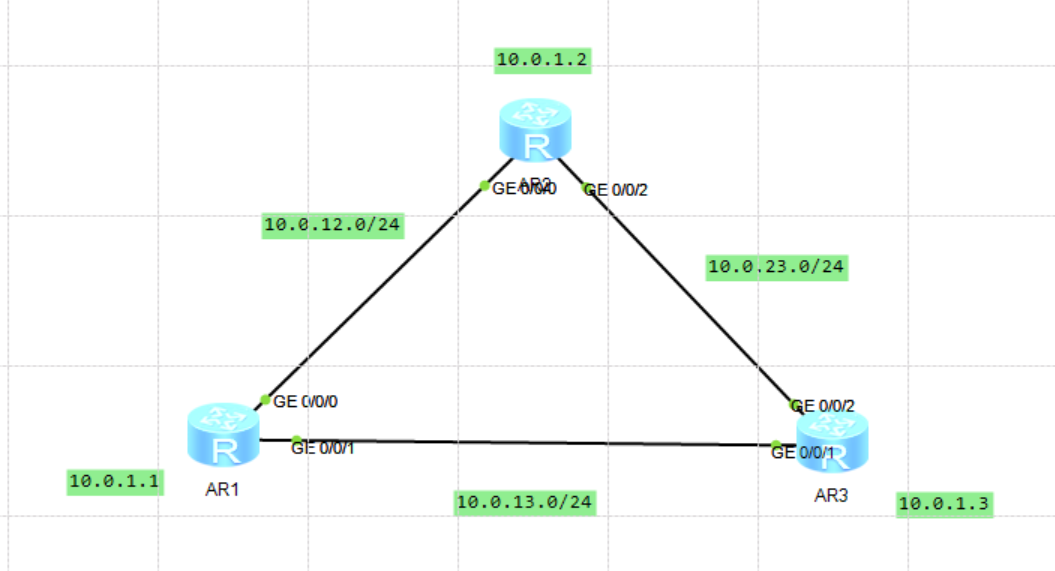 10.0.1.2
R
AR2
GE 0/0/0
GE 0/0/2
10.0.12.0/24
10.0.23.0/24
GE 0/0/0
GE 0/0/2
R
GE 0/0/1
GE 0/0/1
R
10.0.1.1
AR1
10.0.13.0/24
AR3
10.0.1.3